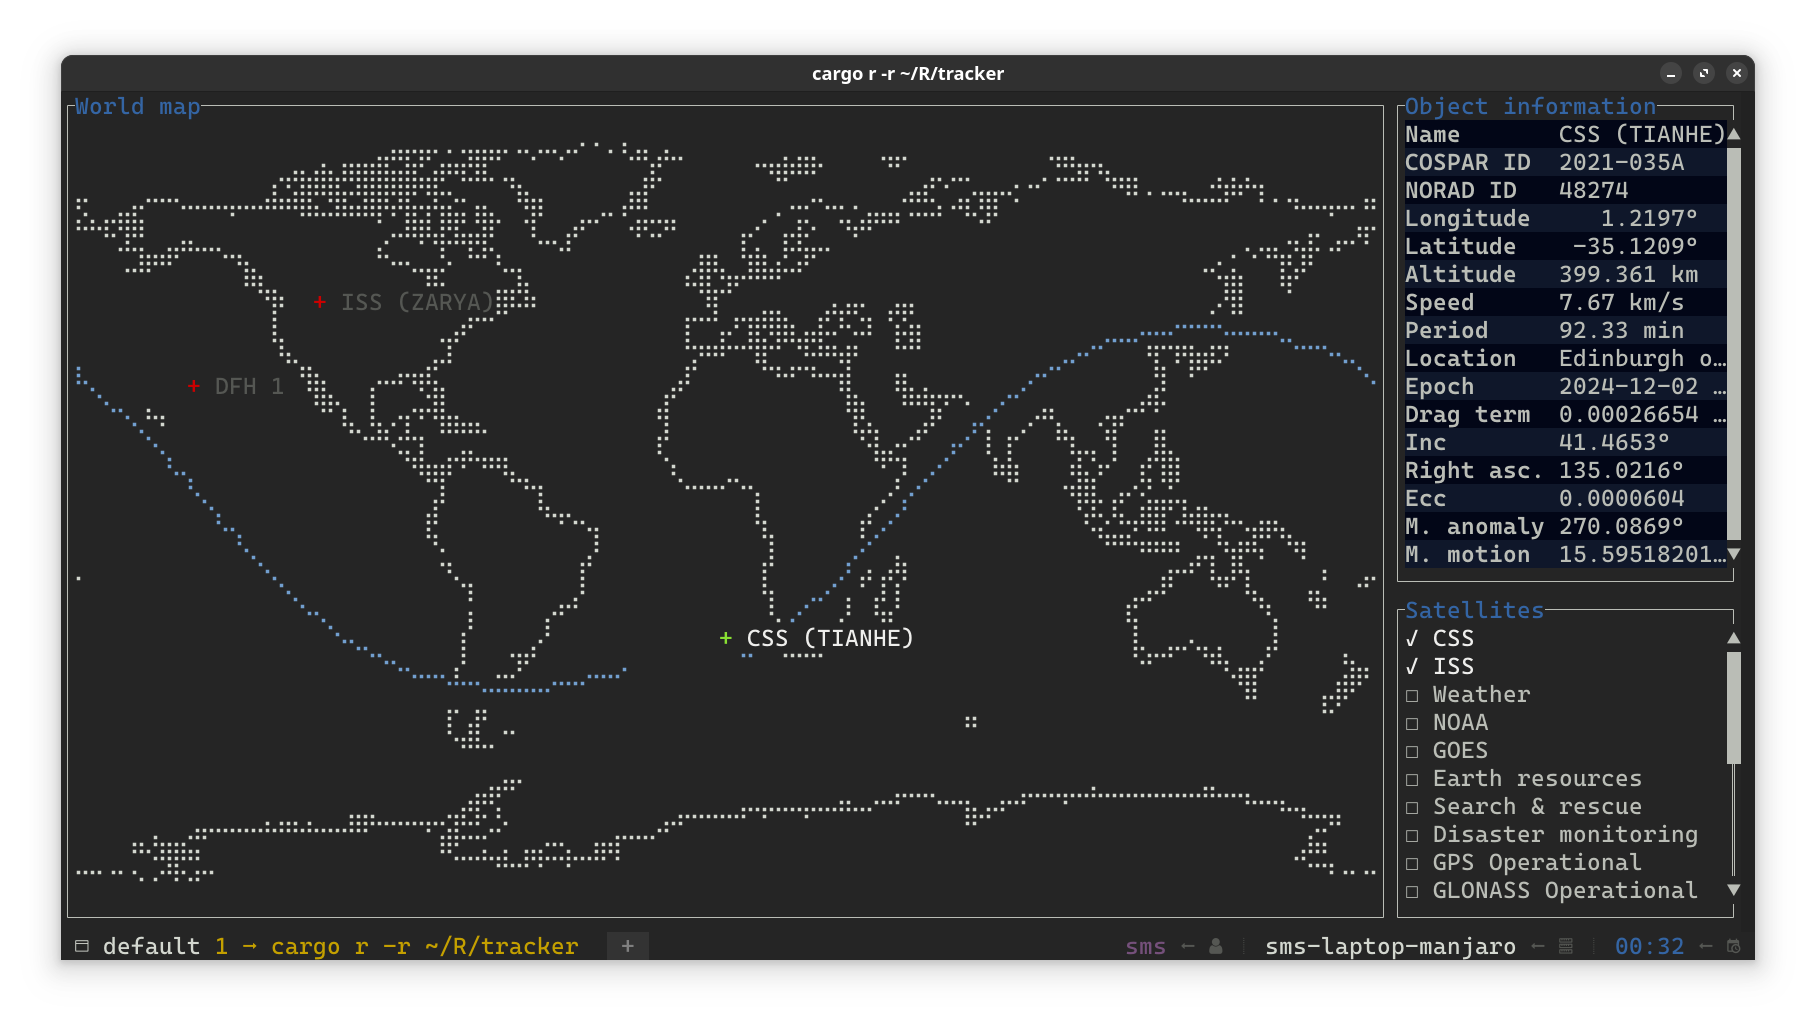 cargo r -r ~/R/tracker
World map
ISS (ZARYA)
DFH 1
CSS (TIANHE)
Object information
Name CSS (TIANHE)
COSPAR ID 2021-035A
NORAD ID 48274
Longitude 1.2197°
Latitude -35.1209°
Altitude 399.361 km
Speed 7.67 km/s
Period 92.33 min
Location Edinburgh o…
Epoch 2024-12-02 …
Drag term 0.00026654 …
Inc 41.4653°
Right asc. 135.0216°
Ecc 0.0000604
M. anomaly 270.0869°
M. motion 15.59518201…
Satellites
✓ CSS
✓ ISS
□ Weather
□ NOAA
□ GOES
□ Earth resources
□ Search & rescue
□ Disaster monitoring
□ GPS Operational
□ GLONASS Operational
default 1 → cargo r -r ~/R/tracker + sms ← sms-laptop-manjaro ← 00:32 ←